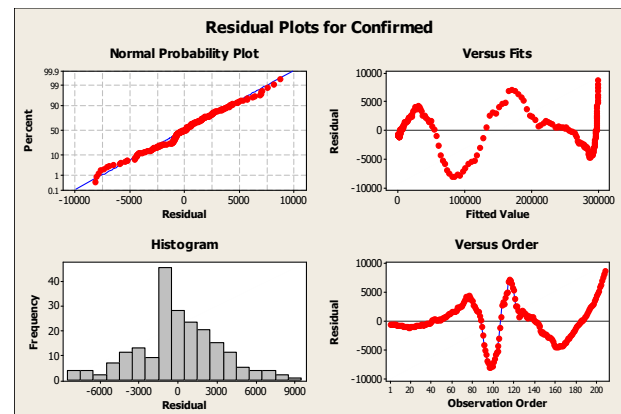 Residual Plots for Confirmed
Normal Probability Plot
99.9
99
90
50
10
1
0.1
Percent
-10000 -5000 0 5000 10000
Residual
Versus Fits
10000
5000
0
-5000
-10000
Residual
0 100000 200000 300000
Fitted Value
Histogram
40
30
20
10
0
Frequency
-6000 -3000 0 3000 6000 9000
Residual
Versus Order
10000
5000
0
-5000
-10000
Residual
1 20 40 60 80 100 120 140 160 180 200
Observation Order